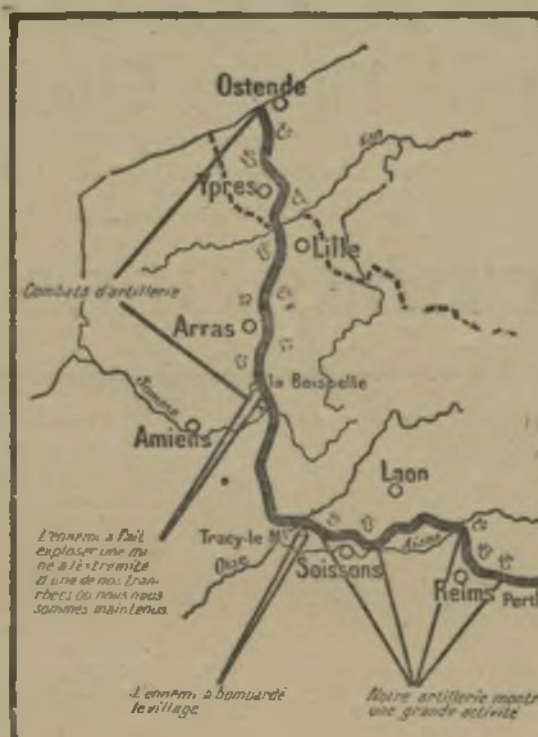 Ostende
Ypres
Lys
Lille
Combats d'artillerie
Arras
la Boisselle
Somme
Amiens
Laon
L'ennemi a fait
exploser une mi
ne à l'extrémité
d'une de nos tran-
chées où nous nous
sommes maintenus
Tracy-le
Oise
Aisne
Soissons
Reims
Perth
L'ennemi a bombardé
le village
Notre artillerie montr
une grande activité